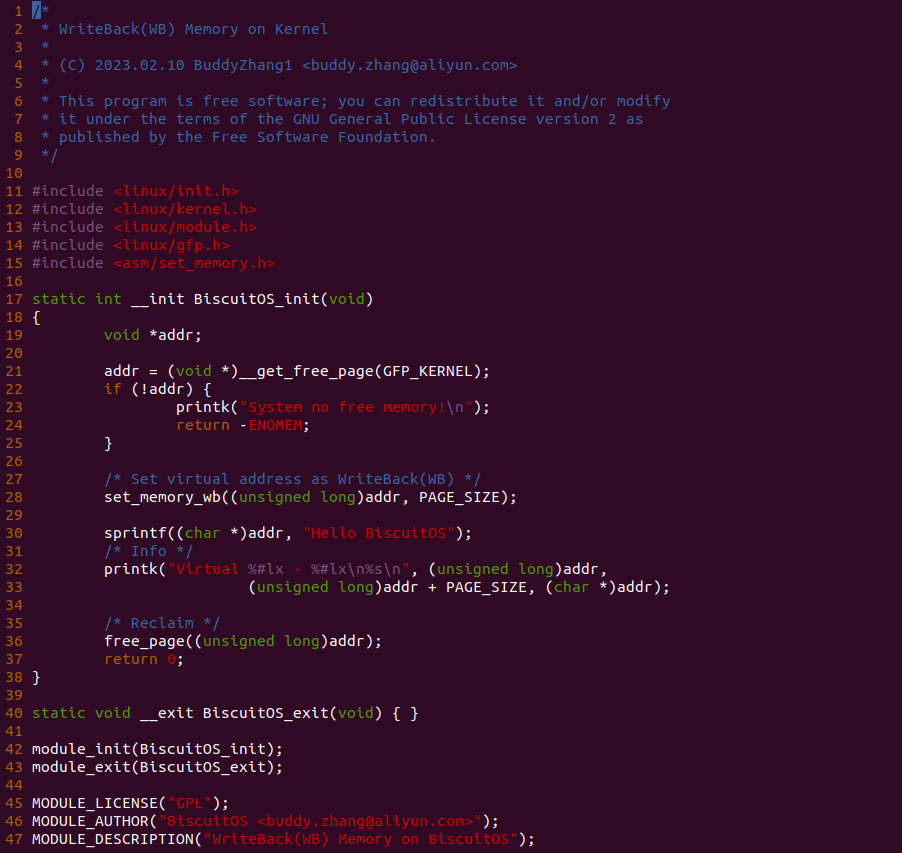 1 /*
2  * WriteBack(WB) Memory on Kernel
3  *
4  * (C) 2023.02.10 BuddyZhang1 <buddy.zhang@aliyun.com>
5  *
6  * This program is free software; you can redistribute it and/or modify
7  * it under the terms of the GNU General Public License version 2 as
8  * published by the Free Software Foundation.
9  */
10
11 #include <linux/init.h>
12 #include <linux/kernel.h>
13 #include <linux/module.h>
14 #include <linux/gfp.h>
15 #include <asm/set_memory.h>
16
17 static int __init BiscuitOS_init(void)
18 {
19         void *addr;
20
21         addr = (void *)__get_free_page(GFP_KERNEL);
22         if (!addr) {
23                 printk("System no free memory!\n");
24                 return -ENOMEM;
25         }
26
27         /* Set virtual address as WriteBack(WB) */
28         set_memory_wb((unsigned long)addr, PAGE_SIZE);
29
30         sprintf((char *)addr, "Hello BiscuitOS");
31         /* Info */
32         printk("Virtual %#lx - %#lx\n%s\n", (unsigned long)addr,
33                         (unsigned long)addr + PAGE_SIZE, (char *)addr);
34
35         /* Reclaim */
36         free_page((unsigned long)addr);
37         return 0;
38 }
39
40 static void __exit BiscuitOS_exit(void) { }
41
42 module_init(BiscuitOS_init);
43 module_exit(BiscuitOS_exit);
44
45 MODULE_LICENSE("GPL");
46 MODULE_AUTHOR("BiscuitOS <buddy.zhang@aliyun.com>");
47 MODULE_DESCRIPTION("WriteBack(WB) Memory on BiscuitOS");